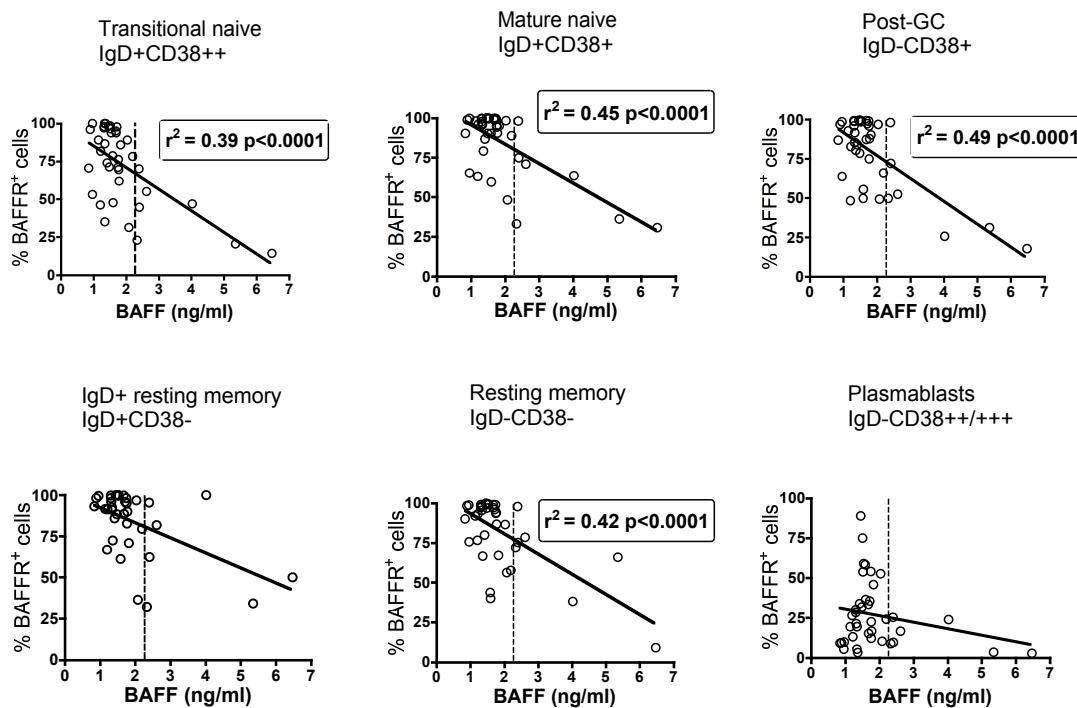 Transitional naive
IgD+CD38++
% BAFFR+ cells
100
75
50
25
0
r2 = 0.39 p<0.0001
0 1 2 3 4 5 6 7
BAFF (ng/ml)
Mature naive
IgD+CD38+
% BAFFR+ cells
100
75
50
25
0
r2 = 0.45 p<0.0001
0 1 2 3 4 5 6 7
BAFF (ng/ml)
Post-GC
IgD-CD38+
% BAFFR+ cells
100
75
50
25
0
r2 = 0.49 p<0.0001
0 1 2 3 4 5 6 7
BAFF (ng/ml)
IgD+ resting memory
IgD+CD38-
% BAFFR+ cells
100
75
50
25
0
0 1 2 3 4 5 6 7
BAFF (ng/ml)
Resting memory
IgD-CD38-
% BAFFR+ cells
100
75
50
25
0
r2 = 0.42 p<0.0001
0 1 2 3 4 5 6 7
BAFF (ng/ml)
Plasmablasts
IgD-CD38++/+++
% BAFFR+ cells
100
75
50
25
0
0 1 2 3 4 5 6 7
BAFF (ng/ml)